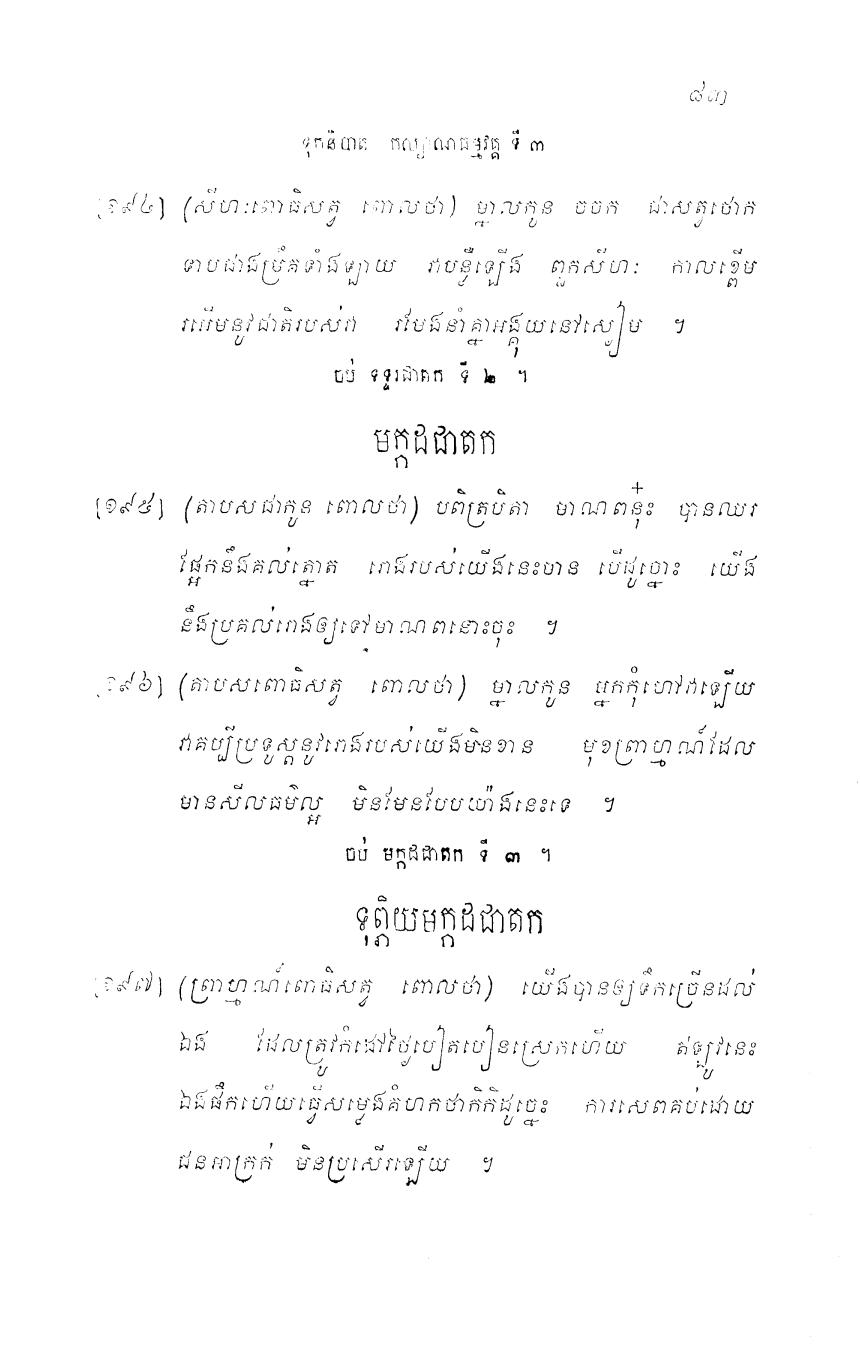 ៨៣
ទុកនិបាត កល្យាណធម្មវគ្គ ទី ៣
[១៩៤] (សីហៈពោធិសត្វ ពោលថា) ម្នាលកូន ចចក ជាសត្វថោក
ទាបជាងម្រឹគទាំងឡាយ វាបន្លឺឡើង ពួកសីហៈ កាលខ្ពើម
រអើមនូវជាតិរបស់វា រមែងនាំគ្នាអង្គុយនៅស្ងៀម ។
ចប់ ទទ្ទរជាតក ទី ២ ។
មក្កដជាតក
[១៩៥] (តាបសជាកូន ពោលថា) បពិត្របិតា មាណពនុ៎ះ បានឈរ
ផ្អែកនឹងគល់ត្នោត រោងរបស់យើងនេះមាន បើដូច្នោះ យើង
នឹងប្រគល់រោងឲ្យទៅមាណពនោះចុះ ។
[១៩៦] (តាបសពោធិសត្វ ពោលថា) ម្នាលកូន អ្នកកុំហៅវាឡើយ
វាគប្បីប្រទូស្តនូវរោងរបស់យើងមិនខាន មុខព្រាហ្មណ៍ដែល
មានសីលធម៌ល្អ មិនមែនបែបយ៉ាងនេះទេ ។
ចប់ មក្កដជាតក ទី ៣ ។
ទុព្ភិយមក្កដជាតក
[១៩៧] (ព្រាហ្មណ៍ពោធិសត្វ ពោលថា) យើងបានឲ្យទឹកច្រើនដល់
ឯង ដែលត្រូវកំដៅថ្ងៃបៀតបៀនស្រេកហើយ ឥឡូវនេះ
ឯងផឹកហើយធ្វើសម្លេងគំហកថាកិកិដូច្នេះ ការសេពគប់ដោយ
ជនអាក្រក់ មិនប្រសើរឡើយ ។